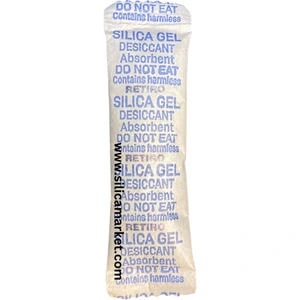 DO NOT EAT
Contains harmless
SILICA GEL
DESICCANT
Absorbent
DO NOT EAT
Contains harmless
RETIRO
SILICA GEL
DESICCANT
Absorbent
DO NOT EAT
Contains harmless
RETIRO
SILICA GEL
DESICCANT
Absorbent
DO NOT EAT
Contains harmless
RETIRO
SILICA GEL
DESICCANT
Absorbent
DO NOT EAT
Contains harmless
RETIRO
www.silicamarket.com